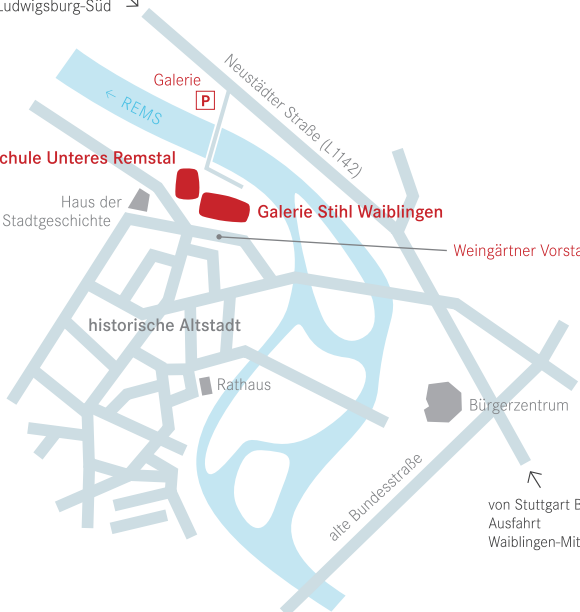 Ludwigsburg-Süd
Neustädter Straße (L1142)
Galerie
P
← REMS
chule Unteres Remstal
Haus der
Stadtgeschichte
Galerie Stihl Waiblingen
Weingärtner Vorsta
historische Altstadt
Rathaus
Bürgerzentrum
alte Bundesstraße
von Stuttgart B
Ausfahrt
Waiblingen-Mit